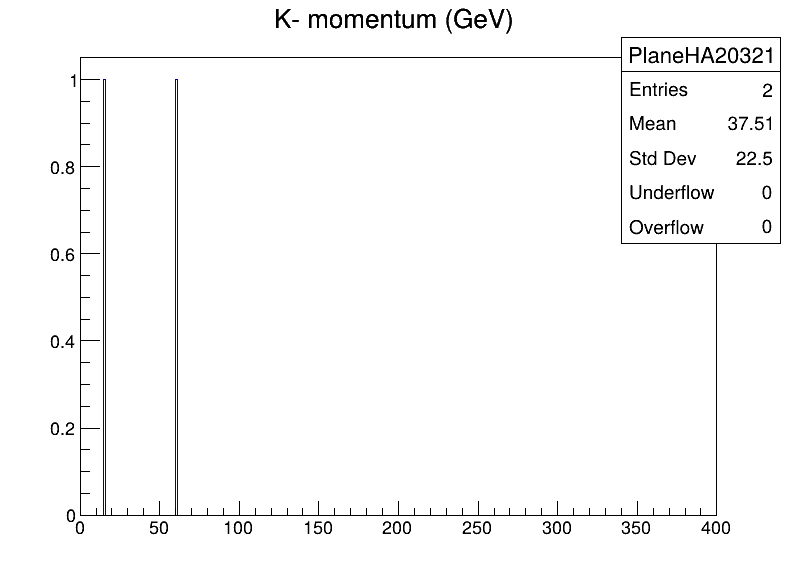 K- momentum (GeV)
PlaneHA20321
Entries 2
Mean 37.51
Std Dev 22.5
Underflow 0
Overflow 0
1
0.8
0.6
0.4
0.2
0
0 50 100 150 200 250 300 350 400